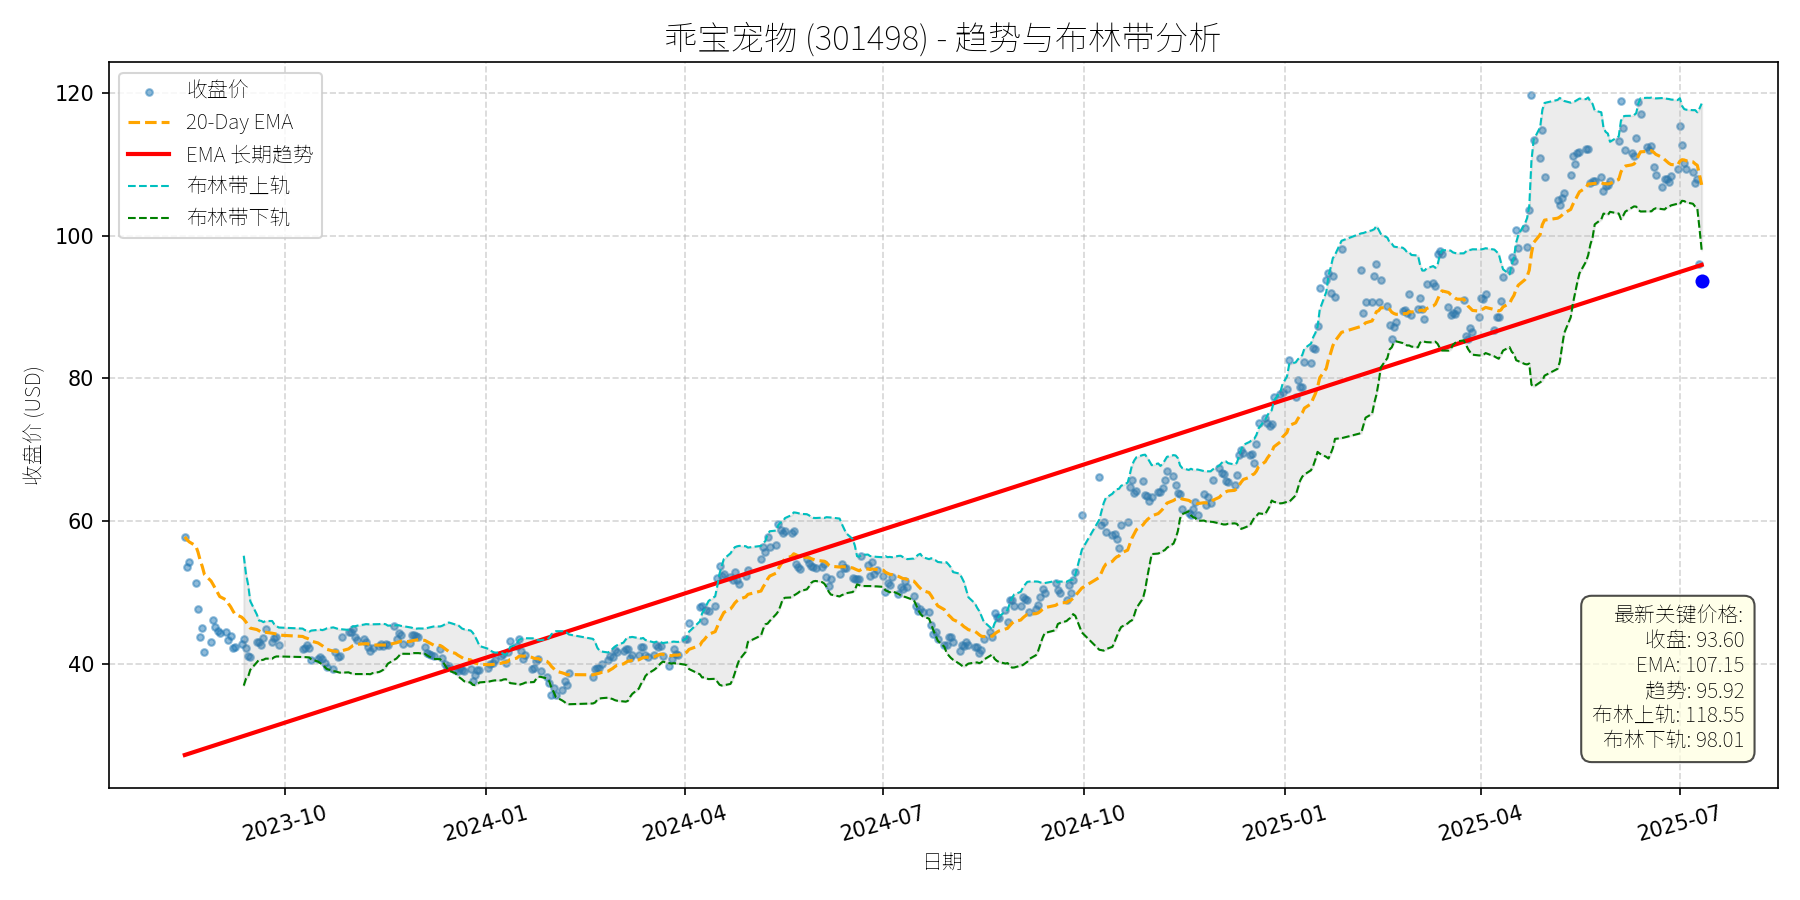 乖宝宠物 (301498) - 趋势与布林带分析
收盘价
20-Day EMA
EMA 长期趋势
布林带上轨
布林带下轨
收盘价 (USD)
120
100
80
60
40
最新关键价格:
收盘: 93.60
EMA: 107.15
趋势: 95.92
布林上轨: 118.55
布林下轨: 98.01
2023-10
2024-01
2024-04
2024-07
2024-10
2025-01
2025-04
2025-07
日期